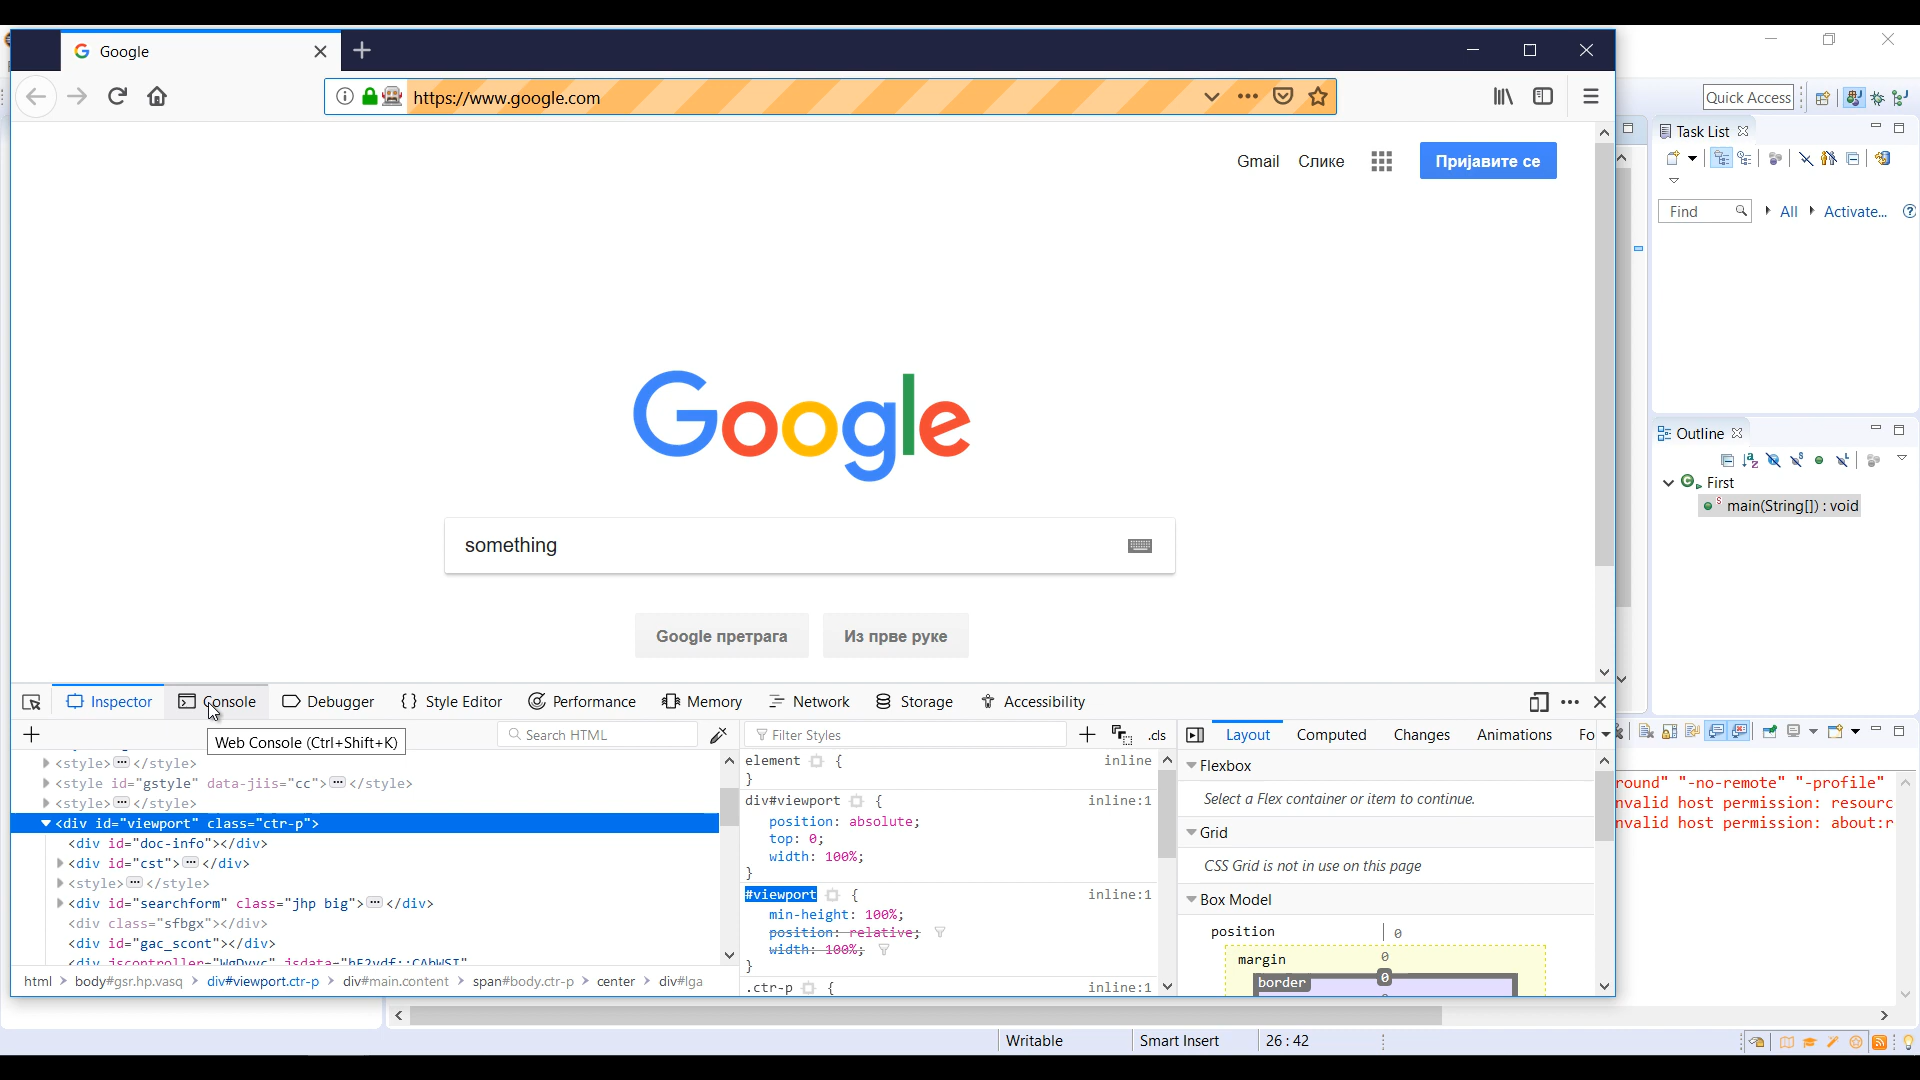 Google
https://www.google.com
Quick Access
Task List
Find
All
Activate...
Gmail
Слике
Пријавите се
Google
something
Google претрага
Из прве руке
Outline
First
main(String[]) : void
Inspector
Console
Debugger
Style Editor
Performance
Memory
Network
Storage
Accessibility
Web Console (Ctrl+Shift+K)
Search HTML
<style> </style>
<style id="gstyle" data-jiis="cc"> </style>
<style> </style>
<div id="viewport" class="ctr-p">
<div id="doc-info"></div>
<div id="cst"> </div>
<style> </style>
<div id="searchform" class="jhp big"> </div>
<div class="sfbgx"></div>
<div id="gac_scont"></div>
html
body#gsr.hp.vasq
div#viewport.ctr-p
div#main.content
span#body.ctr-p
center
div#lga
Filter Styles
.cls
element {
inline
}
div#viewport {
inline:1
position: absolute;
top: 0;
width: 100%;
}
#viewport {
inline:1
min-height: 100%;
position: relative;
width: 100%;
}
.ctr-p {
inline:1
Layout
Computed
Changes
Animations
Fo
Flexbox
Select a Flex container or item to continue.
Grid
CSS Grid is not in use on this page
Box Model
position
0
margin
0
border
0
round" "-no-remote" "-profile"
nvalid host permission: resourc
nvalid host permission: about:r
Writable
Smart Insert
26 : 42